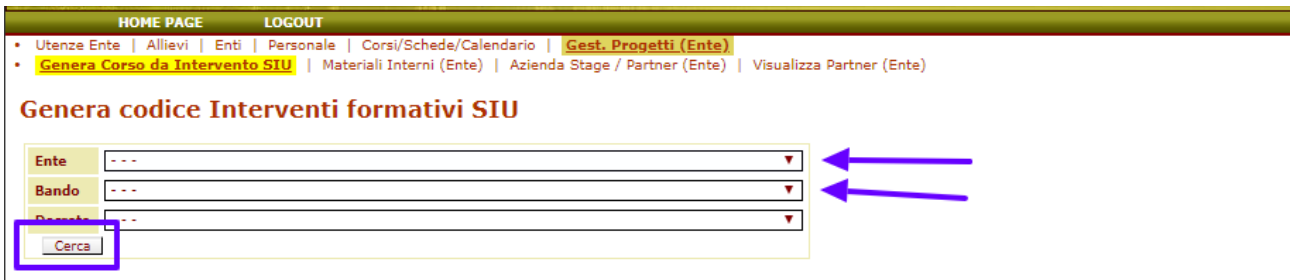 HOME PAGE LOGOUT
• Utenze Ente | Allievi | Enti | Personale | Corsi/Schede/Calendario | Gest. Progetti (Ente)
• Genera Corso da Intervento SIU | Materiali Interni (Ente) | Azienda Stage / Partner (Ente) | Visualizza Partner (Ente)
Genera codice Interventi formativi SIU
Ente - - -
Bando - - -
Decreto - - -
Cerca